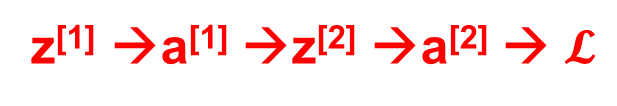 z[1] →a[1] →z[2] →a[2] → ℒ